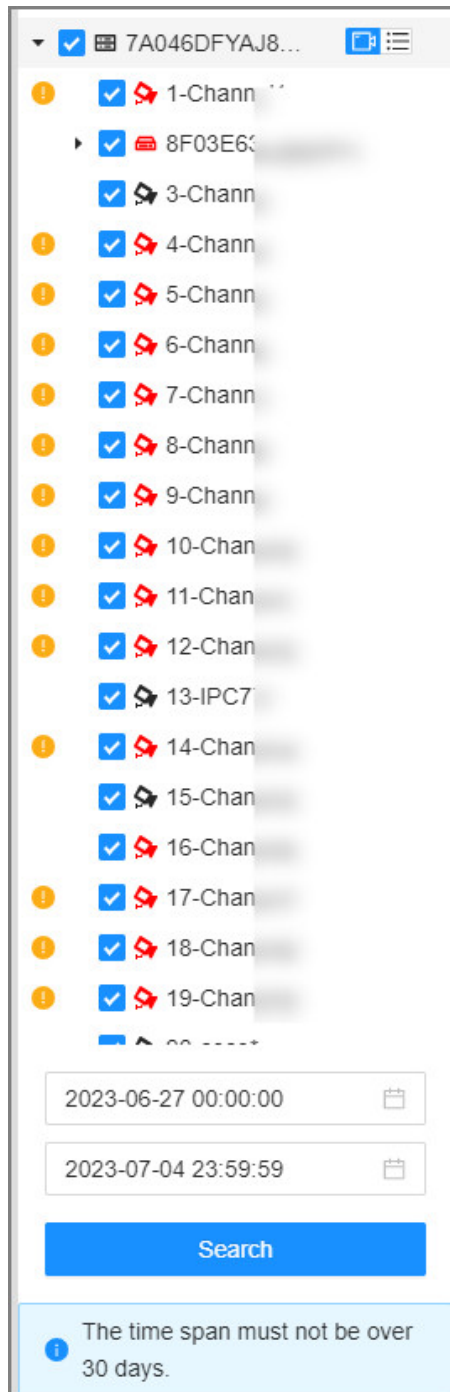 7A046DFYAJ8...
1-Chann
8F03E63
3-Chann
4-Chann
5-Chann
6-Chann
7-Chann
8-Chann
9-Chann
10-Chan
11-Chan
12-Chan
13-IPC7
14-Chan
15-Chan
16-Chan
17-Chan
18-Chan
19-Chan
2023-06-27 00:00:00
2023-07-04 23:59:59
Search
The time span must not be over
30 days.